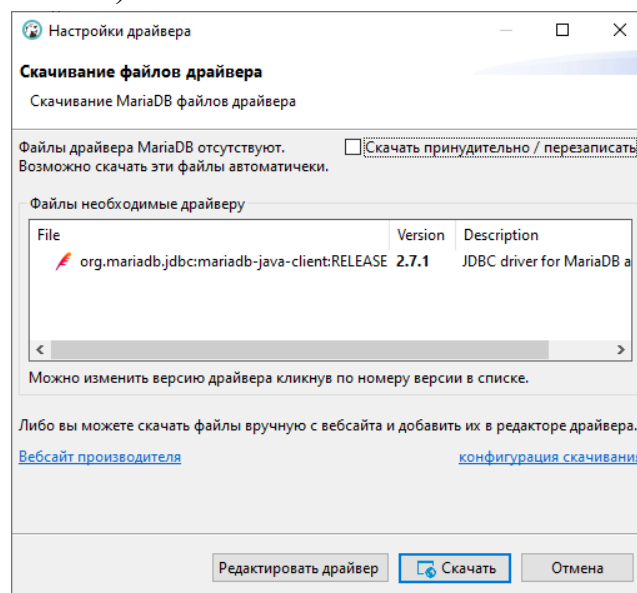 Настройки драйвера
Скачивание файлов драйвера
Скачивание MariaDB файлов драйвера
Файлы драйвера MariaDB отсутствуют.
Скачать принудительно / перезаписать
Возможно скачать эти файлы автоматичеки.
Файлы необходимые драйверу
File Version Description
org.mariadb.jdbc:mariadb-java-client:RELEASE 2.7.1 JDBC driver for MariaDB a
Можно изменить версию драйвера кликнув по номеру версии в списке.
Либо вы можете скачать файлы вручную с вебсайта и добавить их в редакторе драйвера.
Вебсайт производителя конфигурация скачивани
Редактировать драйвер Скачать Отмена